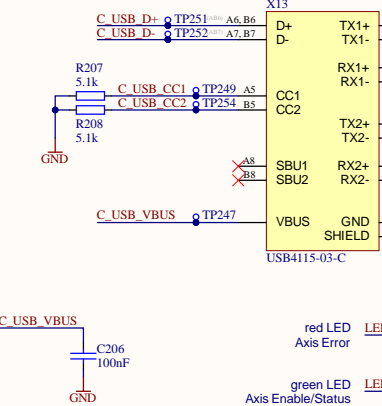 X13
C_USB_D+ TP251 A6, B6 D+ TX1+
C_USB_D- TP252 A7, B7 D- TX1-
RX1+
R207 RX1-
5.1k
C_USB_CC1 TP249 A5 CC1
C_USB_CC2 TP254 B5 CC2
TX2+
R208 TX2-
5.1k
GND
A8 SBU1 RX2+
B8 SBU2 RX2-
C_USB_VBUS TP247 VBUS GND
SHIELD
USB4115-03-C
C_USB_VBUS
C206
100nF
GND
red LED
Axis Error
green LED
Axis Enable/Status